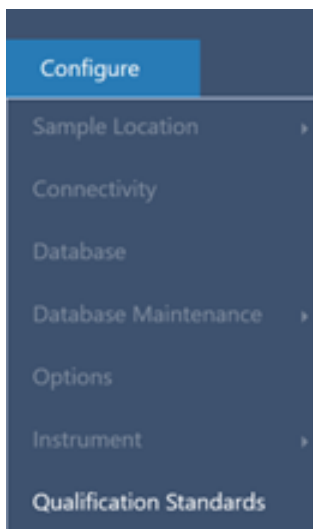 Configure
Sample Location
Connectivity
Database
Database Maintenance
Options
Instrument
Qualification Standards